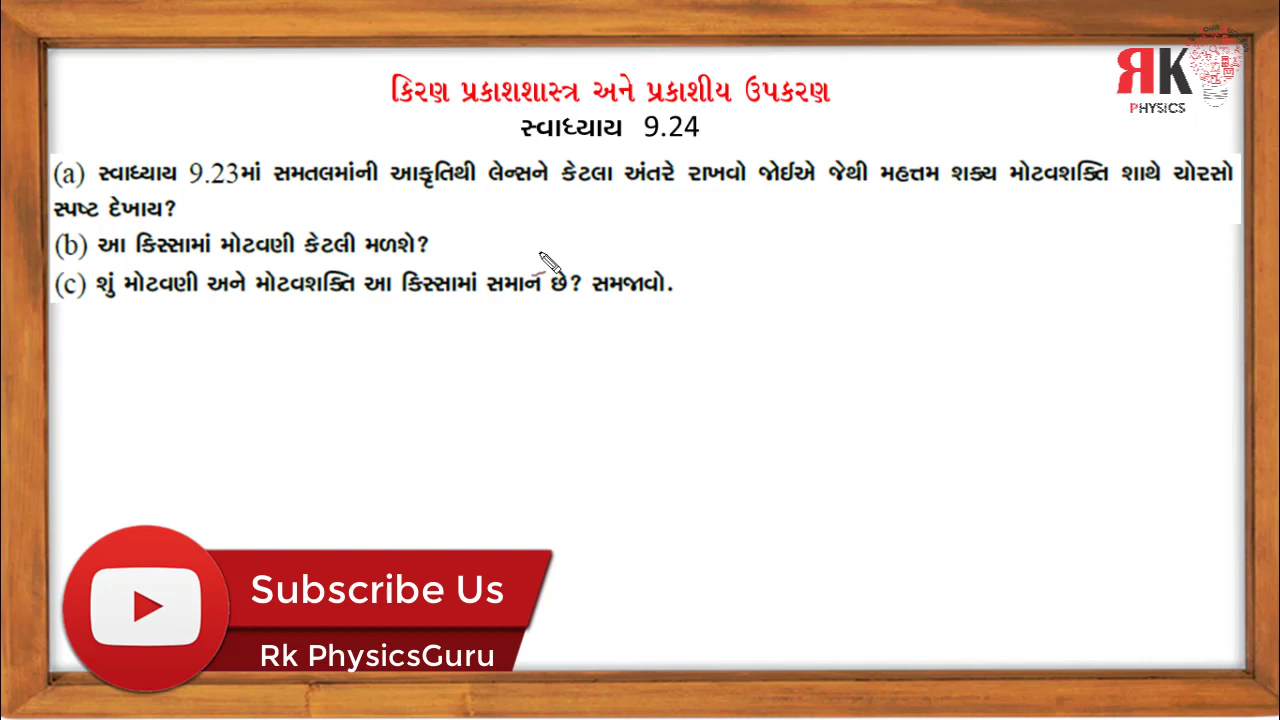 ЯK
PHYSICS
કિરણ પ્રકાશશાસ્ત્ર અને પ્રકાશીય ઉપકરણ
સ્વાધ્યાય 9.24
(a) સ્વાધ્યાય 9.23માં સમતલમાંની આકૃતિથી લેન્સને કેટલા અંતરે રાખવો જોઈએ જેથી મહત્તમ શક્ય મોટવશક્તિ શાથે ચોરસો
સ્પષ્ટ દેખાય?
(b) આ કિસ્સામાં મોટવણી કેટલી મળશે?
(c) શું મોટવણી અને મોટવશક્તિ આ કિસ્સામાં સમાન છે? સમજાવો.
Subscribe Us
Rk PhysicsGuru